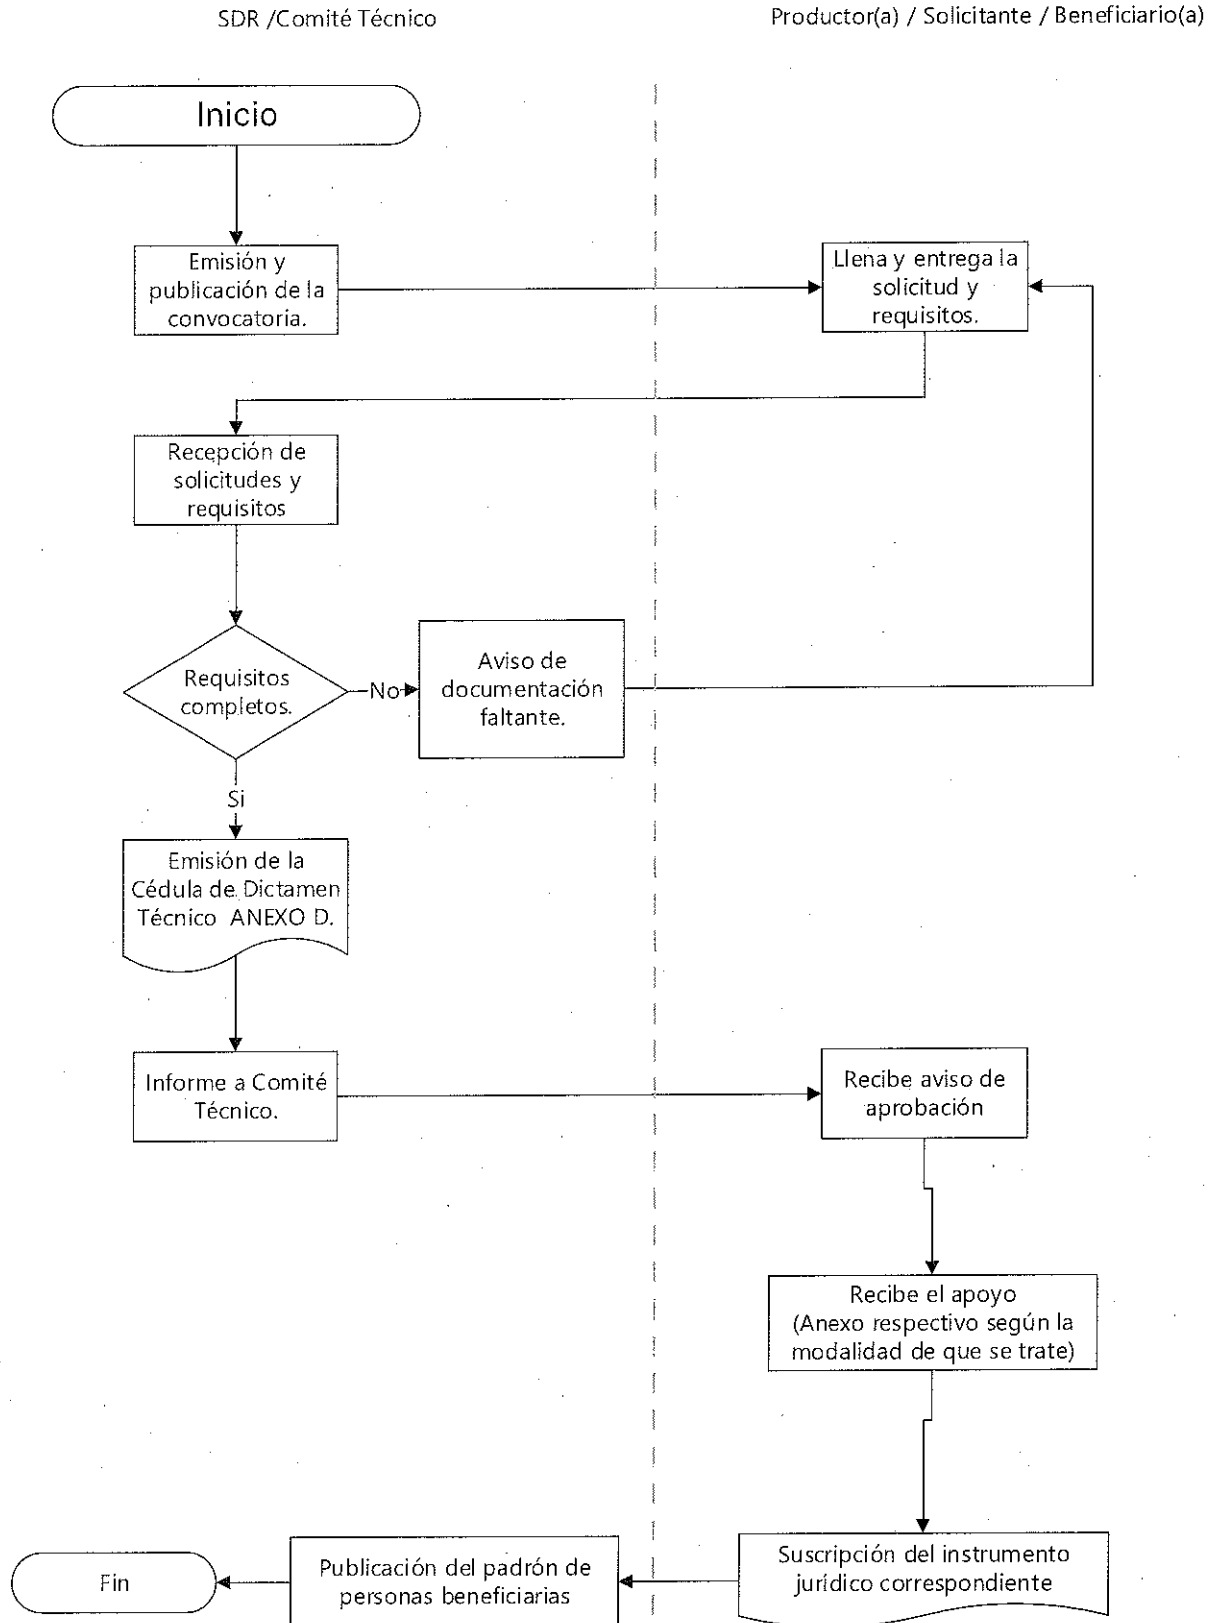 SDR /Comité Técnico
Productor(a) / Solicitante / Beneficiario(a)
Inicio
Emisión y
publicación de la
convocatoria.
Llena y entrega la
solicitud y
requisitos.
Recepción de
solicitudes y
requisitos
Requisitos
completos.
No
Aviso de
documentación
faltante.
Si
Emisión de la
Cédula de Dictamen
Técnico ANEXO D.
Informe a Comité
Técnico.
Recibe aviso de
aprobación
Recibe el apoyo
(Anexo respectivo según la
modalidad de que se trate)
Suscripción del instrumento
jurídico correspondiente
Publicación del padrón de
personas beneficiarias
Fin